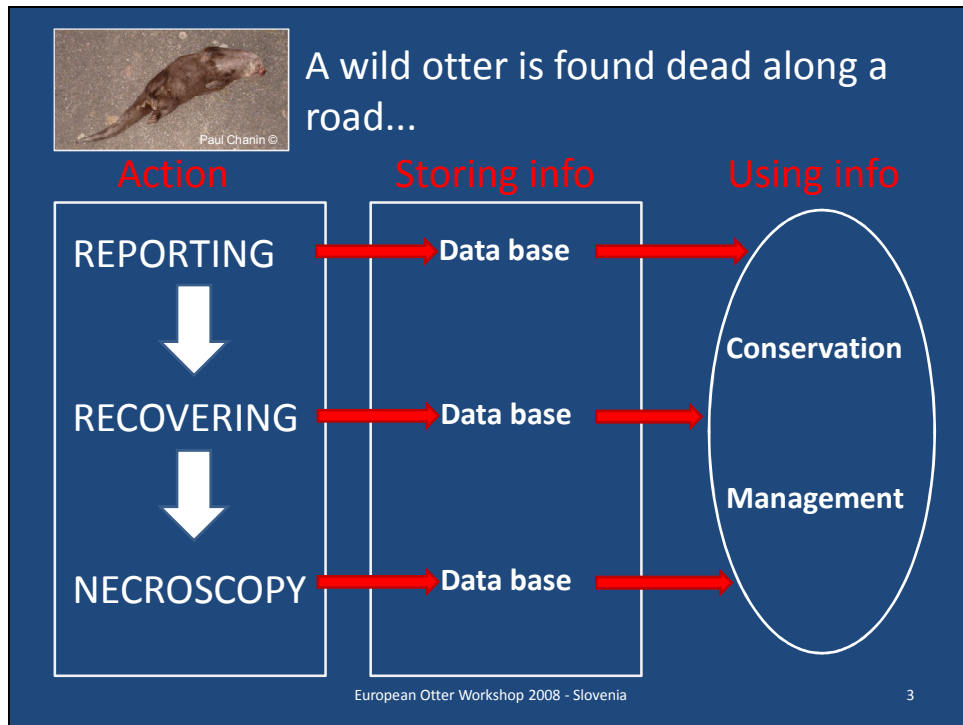 A wild otter is found dead along a
road...
Paul Chanin ©
Action
Storing info
Using info
REPORTING
Data base
Conservation
RECOVERING
Data base
Management
NECROSCOPY
Data base
European Otter Workshop 2008 - Slovenia
3